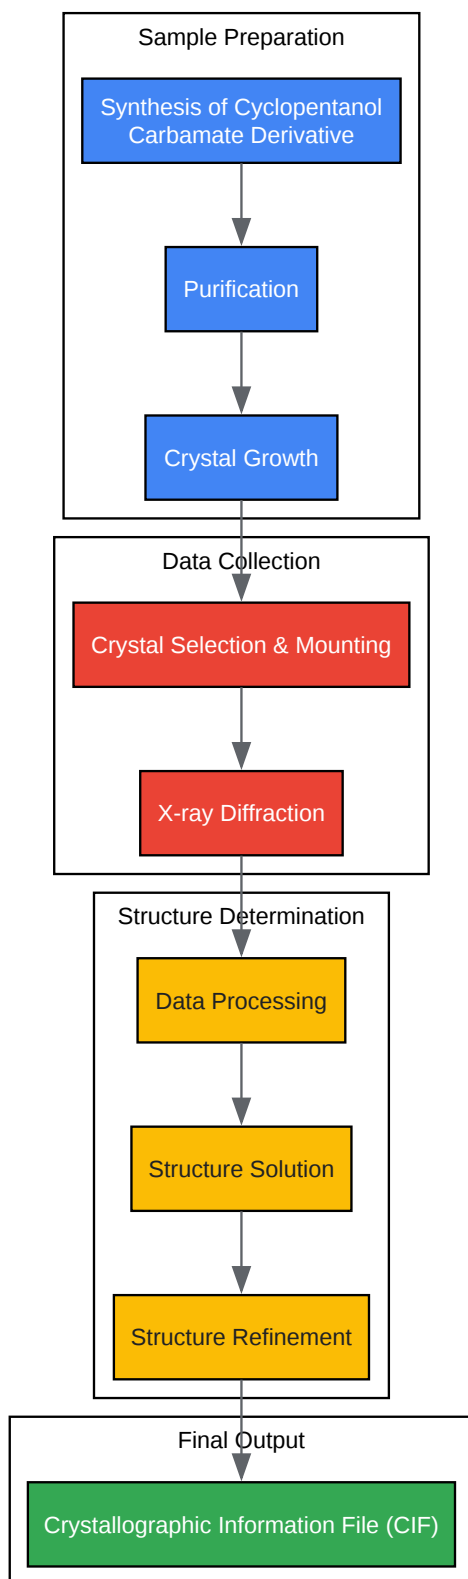 Sample Preparation
Synthesis of Cyclopentanol
Carbamate Derivative
Purification
Crystal Growth
Data Collection
Crystal Selection & Mounting
X-ray Diffraction
Structure Determination
Data Processing
Structure Solution
Structure Refinement
Final Output
Crystallographic Information File (CIF)